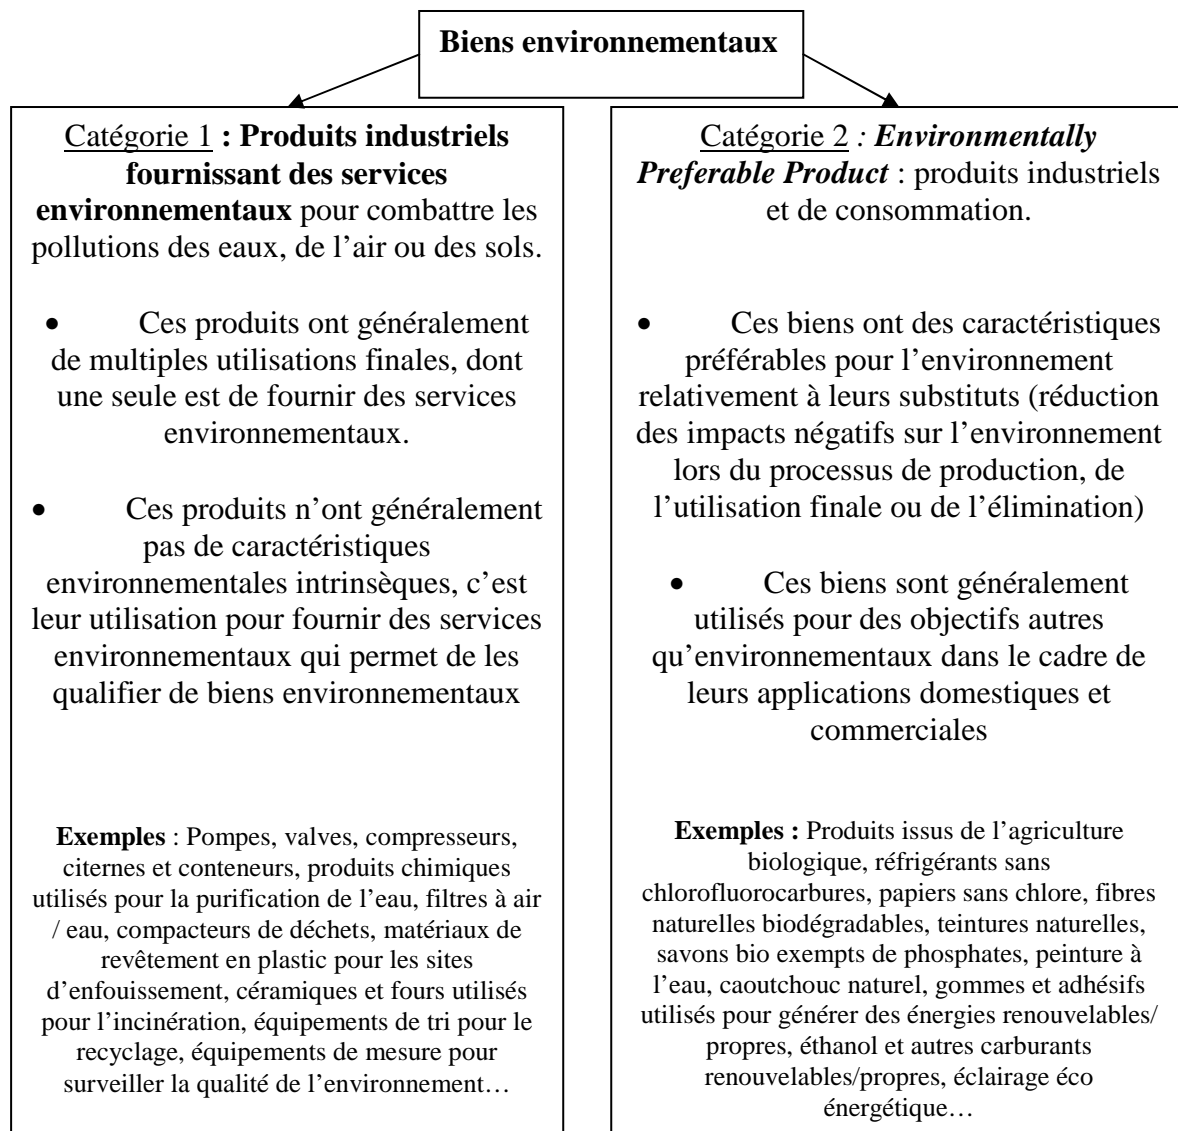 Biens environnementaux
Catégorie 1 : Produits industriels
fournissant des services
environnementaux pour combattre les
pollutions des eaux, de l’air ou des sols.
• Ces produits ont généralement
de multiples utilisations finales, dont
une seule est de fournir des services
environnementaux.
• Ces produits n’ont généralement
pas de caractéristiques
environnementales intrinsèques, c’est
leur utilisation pour fournir des services
environnementaux qui permet de les
qualifier de biens environnementaux
Exemples : Pompes, valves, compresseurs,
citernes et conteneurs, produits chimiques
utilisés pour la purification de l’eau, filtres à air
/ eau, compacteurs de déchets, matériaux de
revêtement en plastic pour les sites
d’enfouissement, céramiques et fours utilisés
pour l’incinération, équipements de tri pour le
recyclage, équipements de mesure pour
surveiller la qualité de l’environnement…
Catégorie 2 : Environmentally
Preferable Product : produits industriels
et de consommation.
• Ces biens ont des caractéristiques
préférables pour l’environnement
relativement à leurs substituts (réduction
des impacts négatifs sur l’environnement
lors du processus de production, de
l’utilisation finale ou de l’élimination)
• Ces biens sont généralement
utilisés pour des objectifs autres
qu’environnementaux dans le cadre de
leurs applications domestiques et
commerciales
Exemples : Produits issus de l’agriculture
biologique, réfrigérants sans
chlorofluorocarbures, papiers sans chlore, fibres
naturelles biodégradables, teintures naturelles,
savons bio exempts de phosphates, peinture à
l’eau, caoutchouc naturel, gommes et adhésifs
utilisés pour générer des énergies renouvelables/
propres, éthanol et autres carburants
renouvelables/propres, éclairage éco
énergétique…